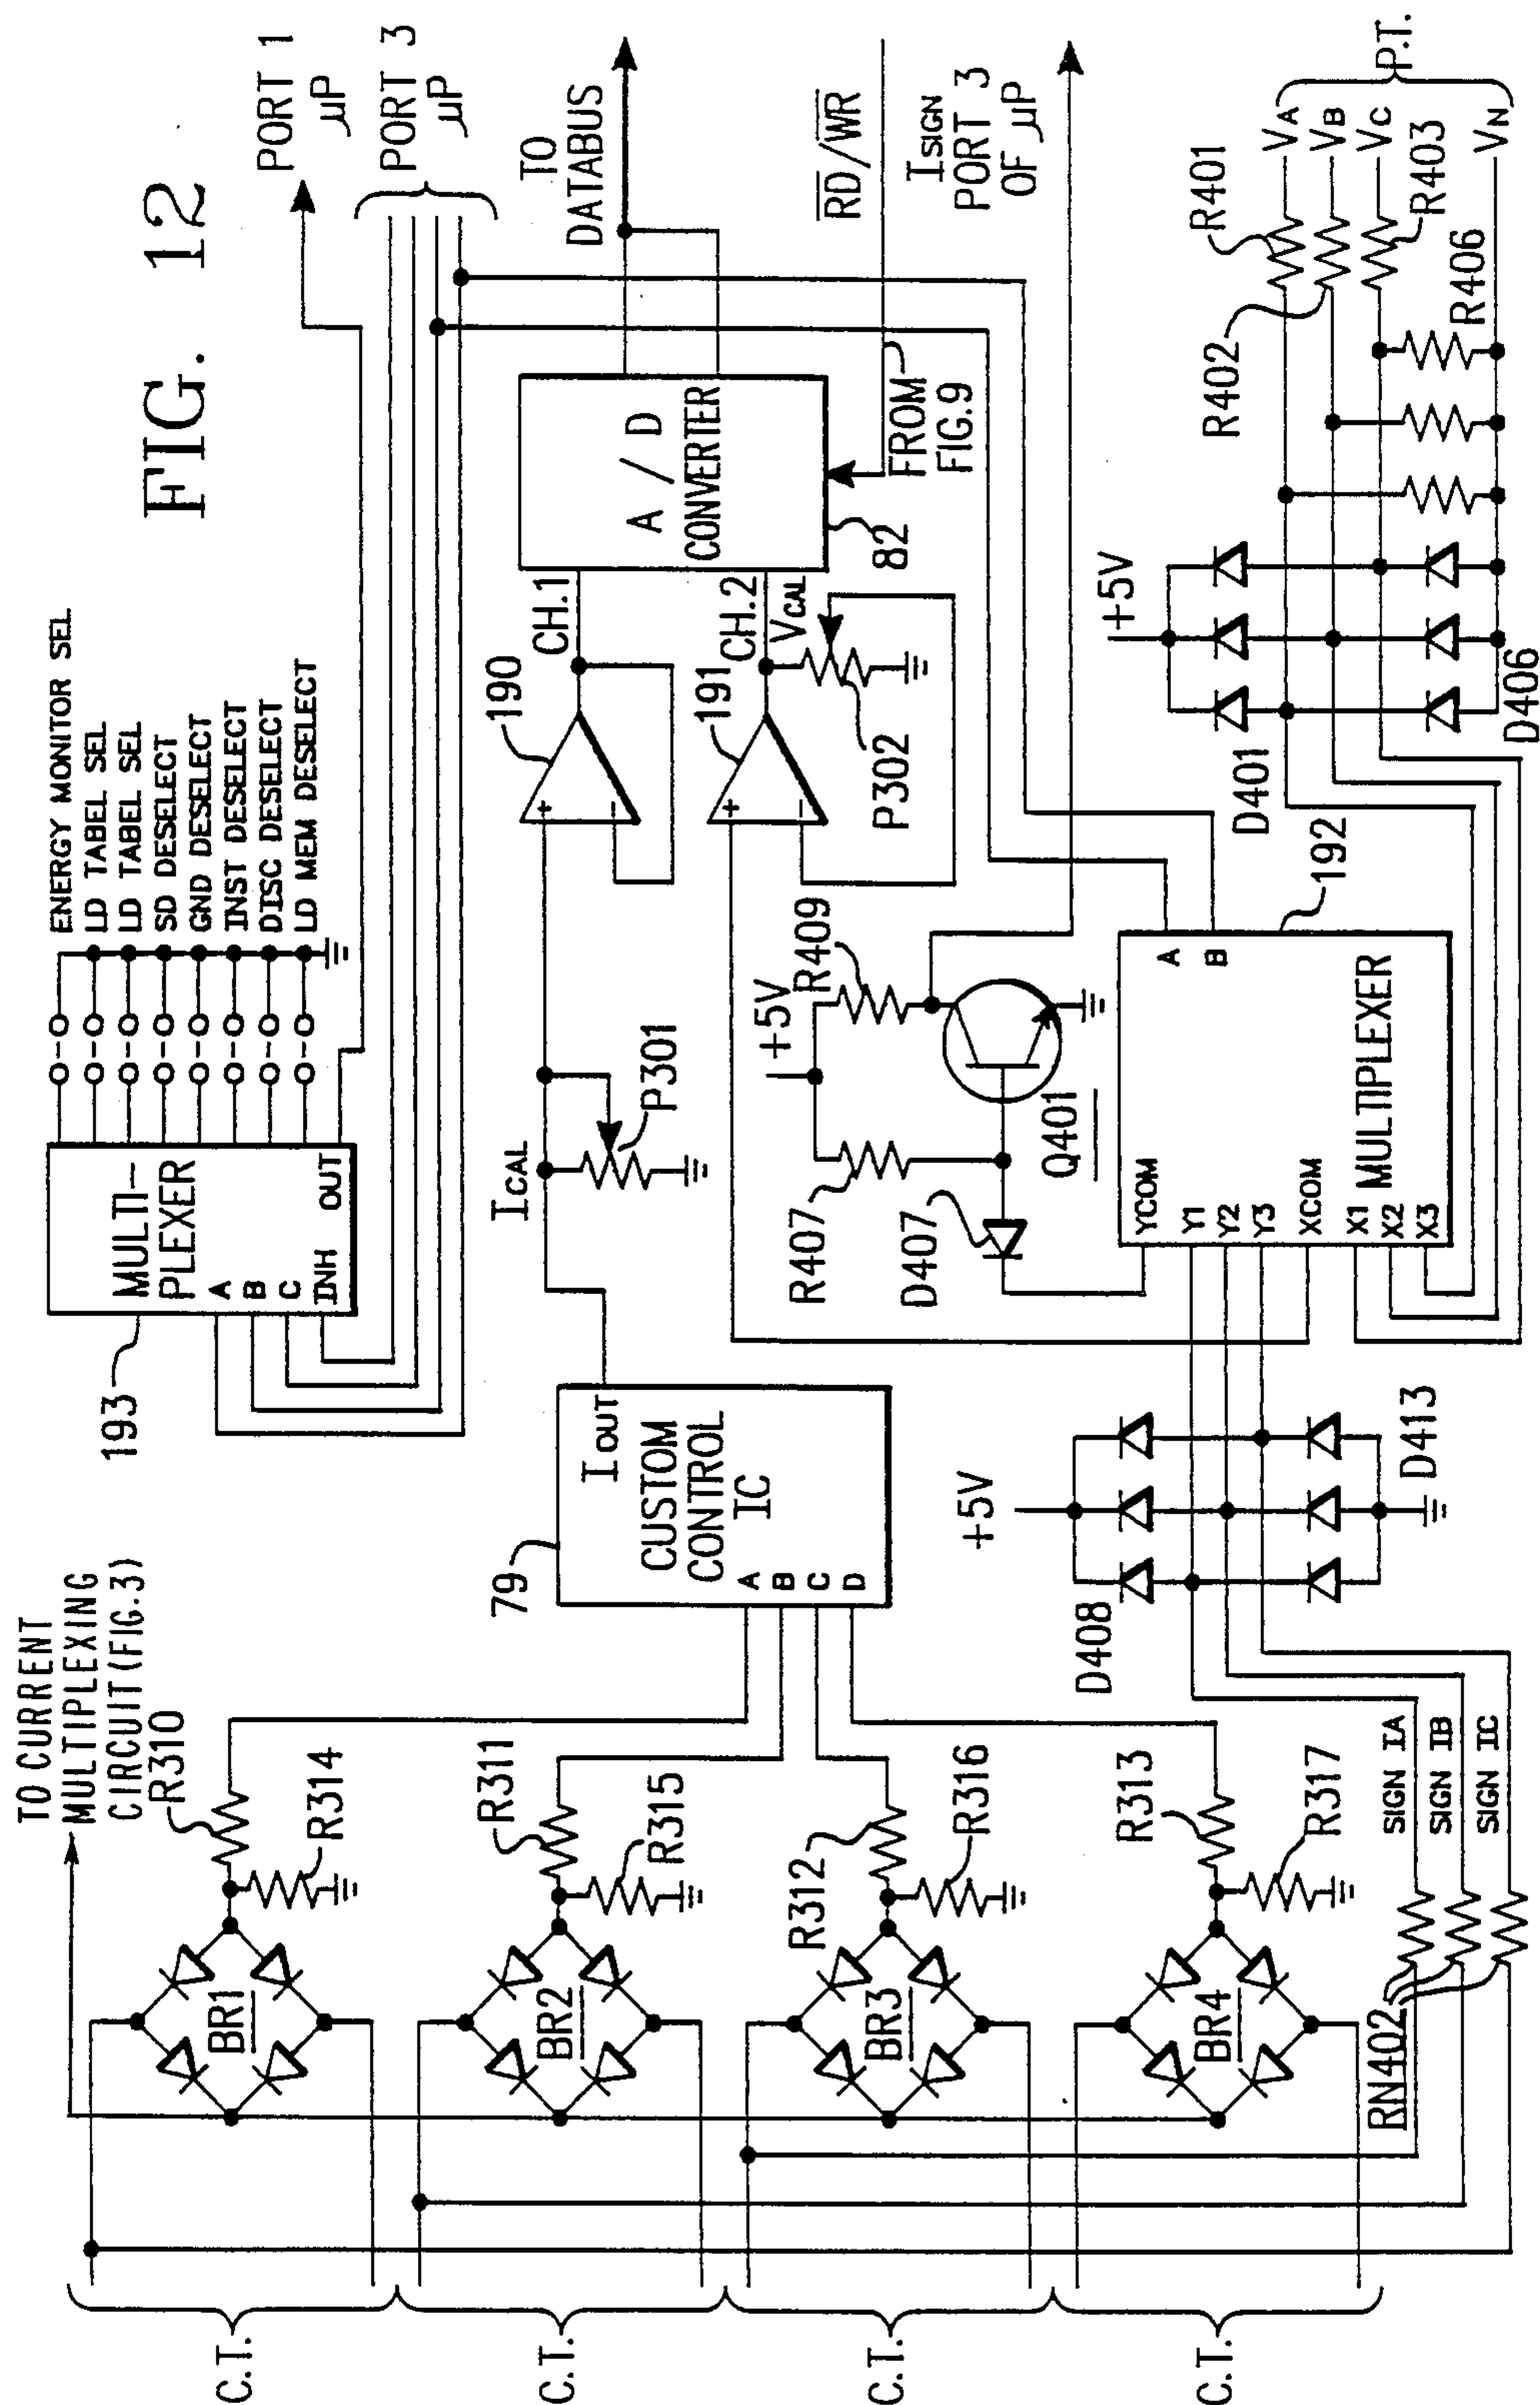 FIG. 12
TO CURRENT
MULTIPLEXING
CIRCUIT (FIG.3)
R310
R314
BR1
C.T.
R311
R315
BR2
C.T.
R312
R316
BR3
C.T.
R313
R317
BR4
C.T.
RN402
SIGN IA
SIGN IB
SIGN IC
193
MULTI-
PLEXER
A
B
C
INH
OUT
ENERGY MONITOR SEL
LD TABEL SEL
LD TABEL SEL
SD DESELECT
GND DESELECT
INST DESELECT
DISC DESELECT
LD MEM DESELECT
PORT 1
μP
PORT 3
μP
79
I OUT
CUSTOM
CONTROL
IC
A
B
C
D
ICAL
P301
190
+
-
CH.1
191
+
-
CH.2
VCAL
P302
A / D
CONVERTER
82
TO
DATABUS
RD/WR
FROM
FIG.9
ISIGN
PORT 3
OF μP
+5V
R409
R407
D407
Q401
+5V
D408
D413
YCOM
Y1
Y2
Y3
XCOM
X1
X2
X3
A
B
MULTIPLEXER
192
+5V
D401
D406
R402
R401
R403
R406
VA
VB
VC
VN
P.T.